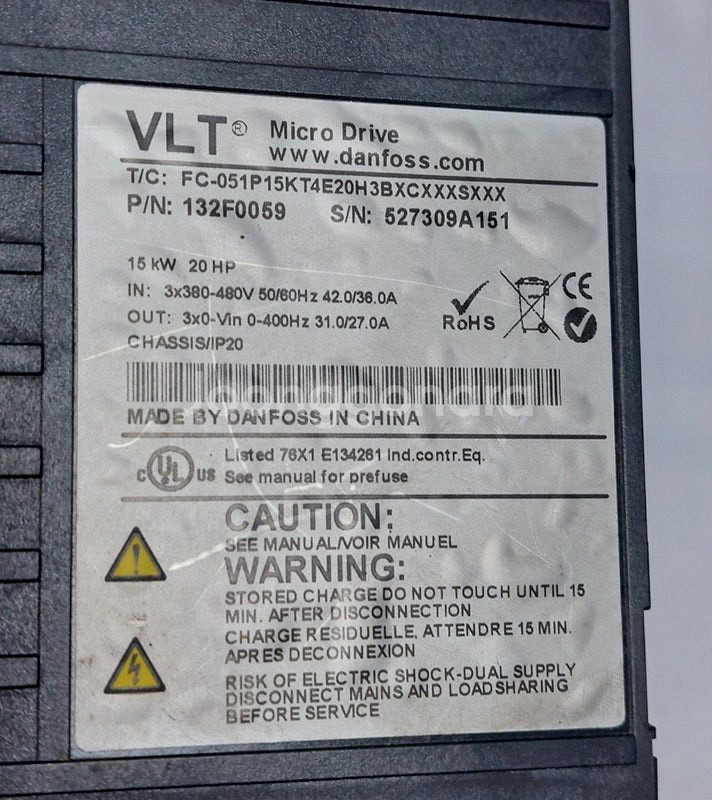 VLT® Micro Drive
www.danfoss.com
T/C: FC-051P15KT4E20H3BXCXXXSXXX
P/N: 132F0059 S/N: 527309A151
15 kW 20 HP
IN: 3x380-480V 50/60Hz 42.0/36.0A
OUT: 3x0-Vin 0-400Hz 31.0/27.0A
CHASSIS/IP20
RoHS
CE
MADE BY DANFOSS IN CHINA
c UL US Listed 76X1 E134261 Ind.contr.Eq.
See manual for prefuse
CAUTION:
SEE MANUAL/VOIR MANUEL
WARNING:
STORED CHARGE DO NOT TOUCH UNTIL 15
MIN. AFTER DISCONNECTION
CHARGE RESIDUELLE, ATTENDRE 15 MIN.
APRES DECONNEXION
RISK OF ELECTRIC SHOCK-DUAL SUPPLY
DISCONNECT MAINS AND LOADSHARING
BEFORE SERVICE